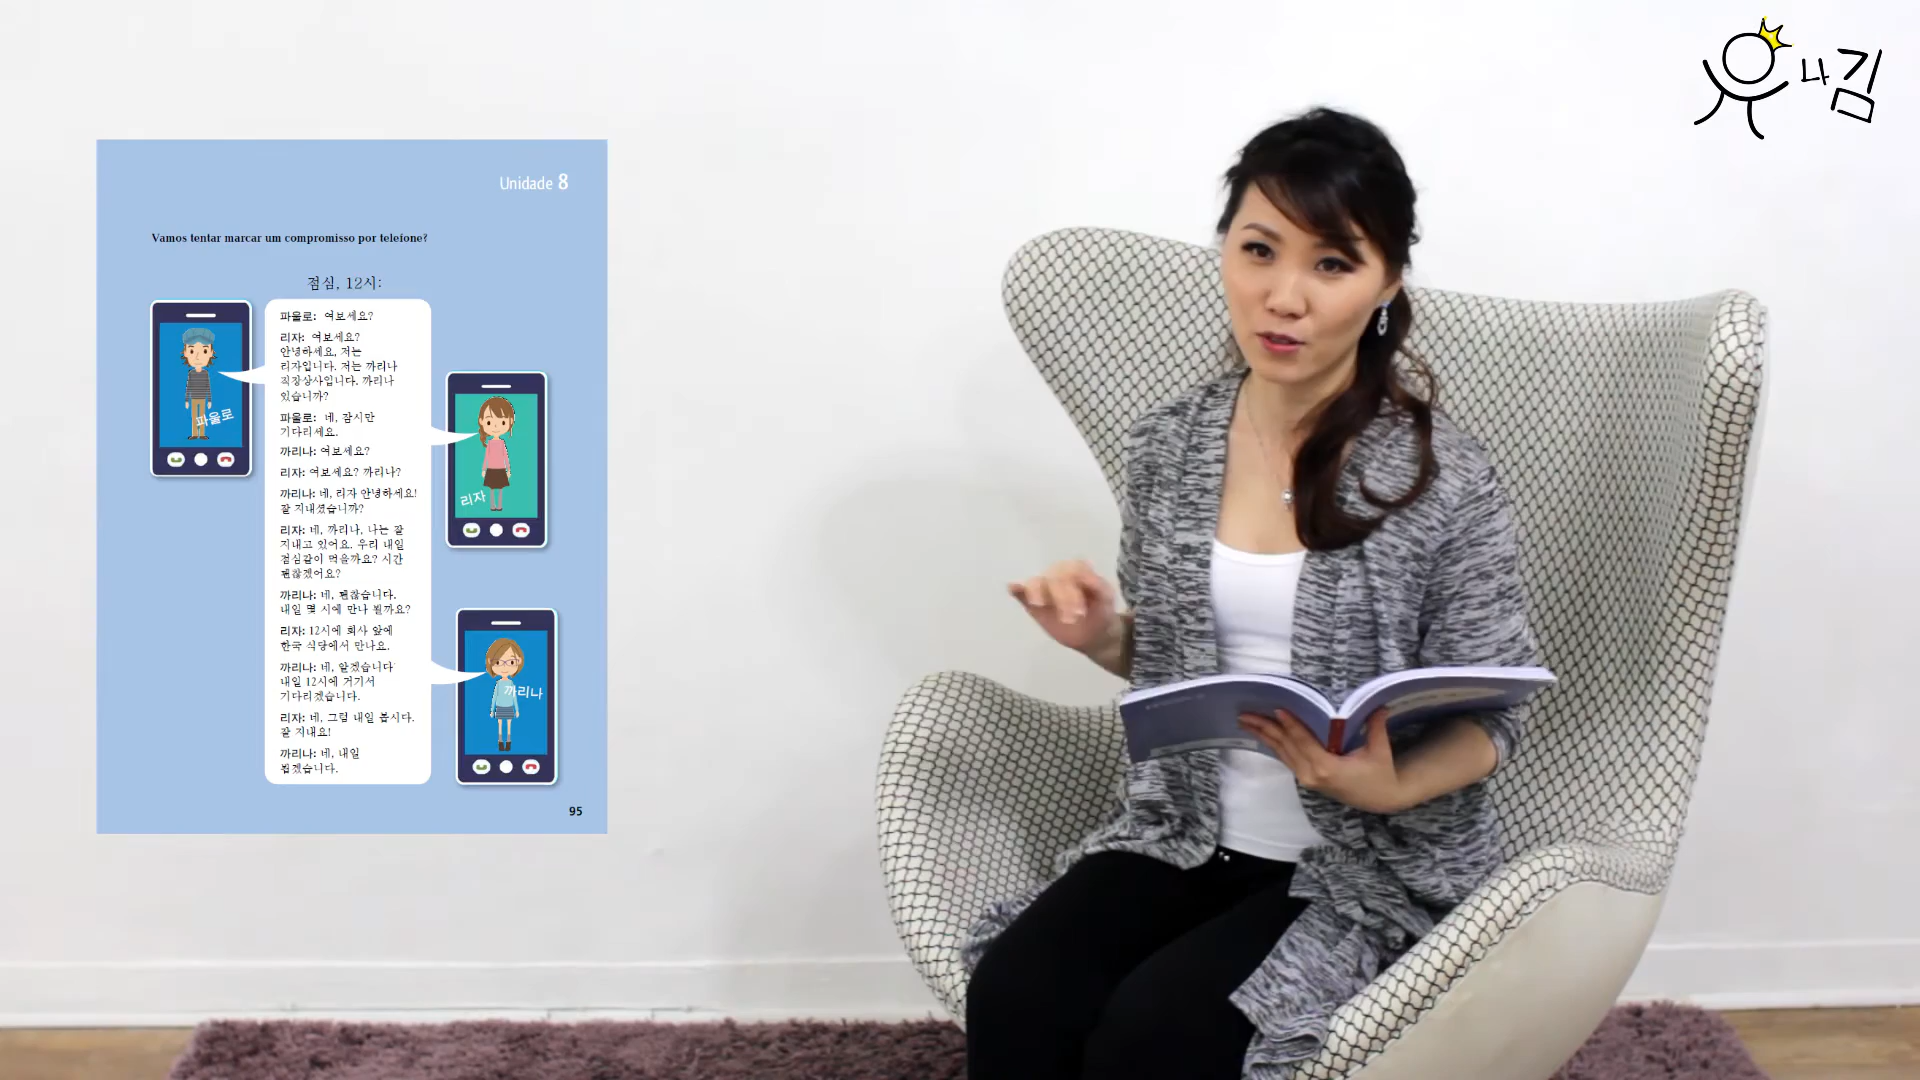 나김
Unidade 8
Vamos tentar marcar um compromisso por telefone?
점심, 12시:
파울로: 여보세요?
리자: 여보세요?
안녕하세요, 저는
리자입니다. 저는 까리나
직장상사입니다. 까리나
있습니까?
파울로: 네, 잠시만
기다리세요.
까리나: 여보세요?
리자: 여보세요? 까리나?
까리나: 네, 리자 안녕하세요!
잘 지내셨습니까?
리자: 네, 까리나, 나는 잘
지내고 있어요. 우리 내일
점심같이 먹을까요? 시간
괜찮겠어요?
까리나: 네, 괜찮습니다.
내일 몇 시에 만나 뵐까요?
리자: 12시에 회사 앞에
한국 식당에서 만나요.
까리나: 네, 알겠습니다
내일 12시에 거기서
기다리겠습니다.
리자: 네, 그럼 내일 봅시다.
잘 지내요!
까리나: 네, 내일
뵙겠습니다.
파울로
리자
까리나
95